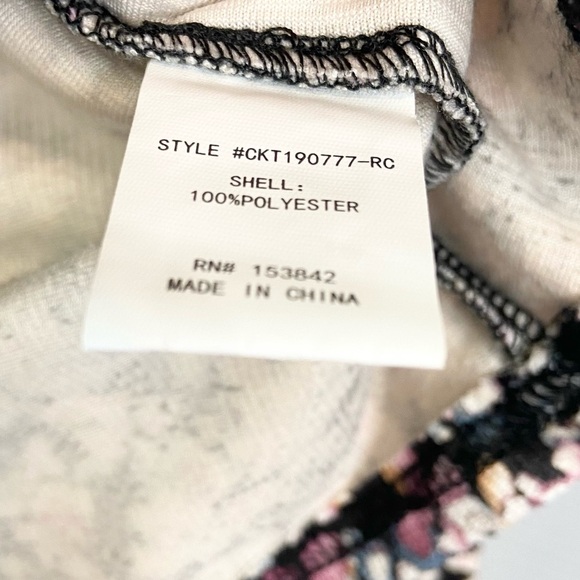 STYLE #CKT190777-RC
SHELL:
100%POLYESTER
RN# 153842
MADE IN CHINA